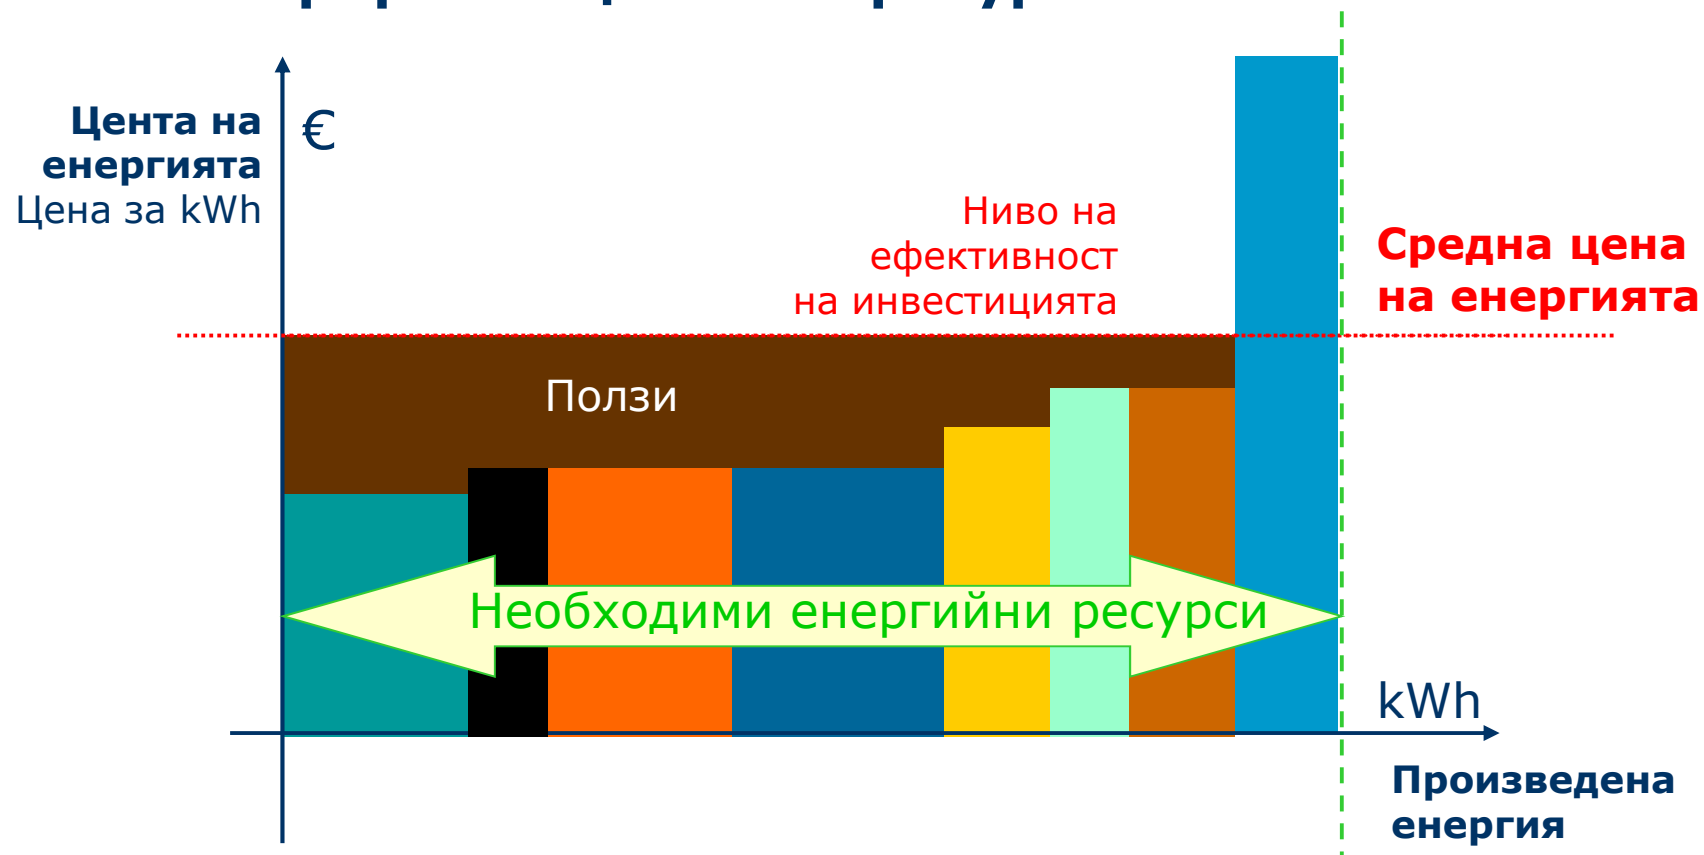 Цента на
енергията
Цена за kWh
€
Ниво на
ефективност
на инвестицията
Средна цена
на енергията
Ползи
Необходими енергийни ресурси
kWh
Произведена
енергия